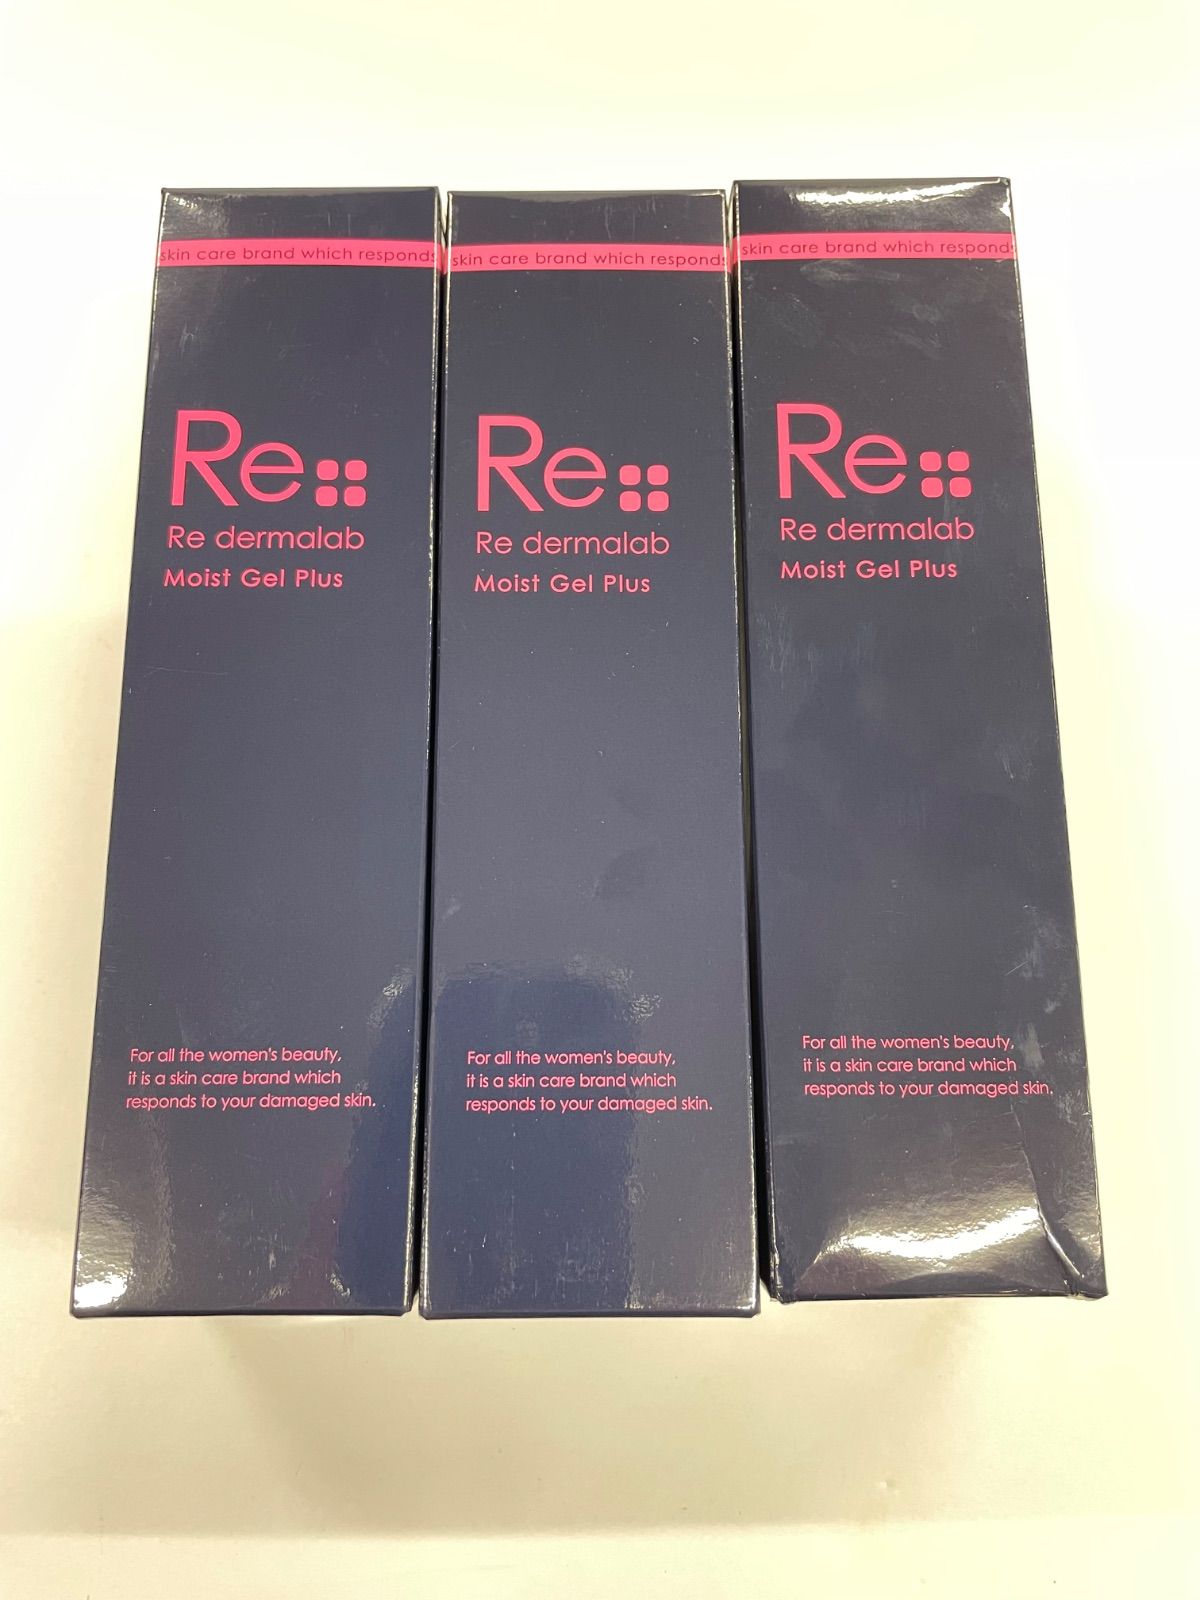 skin care brand which responds
Re
Re dermalab
Moist Gel Plus
For all the women's beauty,
it is a skin care brand which
responds to your damaged skin.
skin care brand which responds
Re
Re dermalab
Moist Gel Plus
For all the women's beauty,
it is a skin care brand which
responds to your damaged skin.
skin care brand which responds
Re
Re dermalab
Moist Gel Plus
For all the women's beauty,
it is a skin care brand which
responds to your damaged skin.